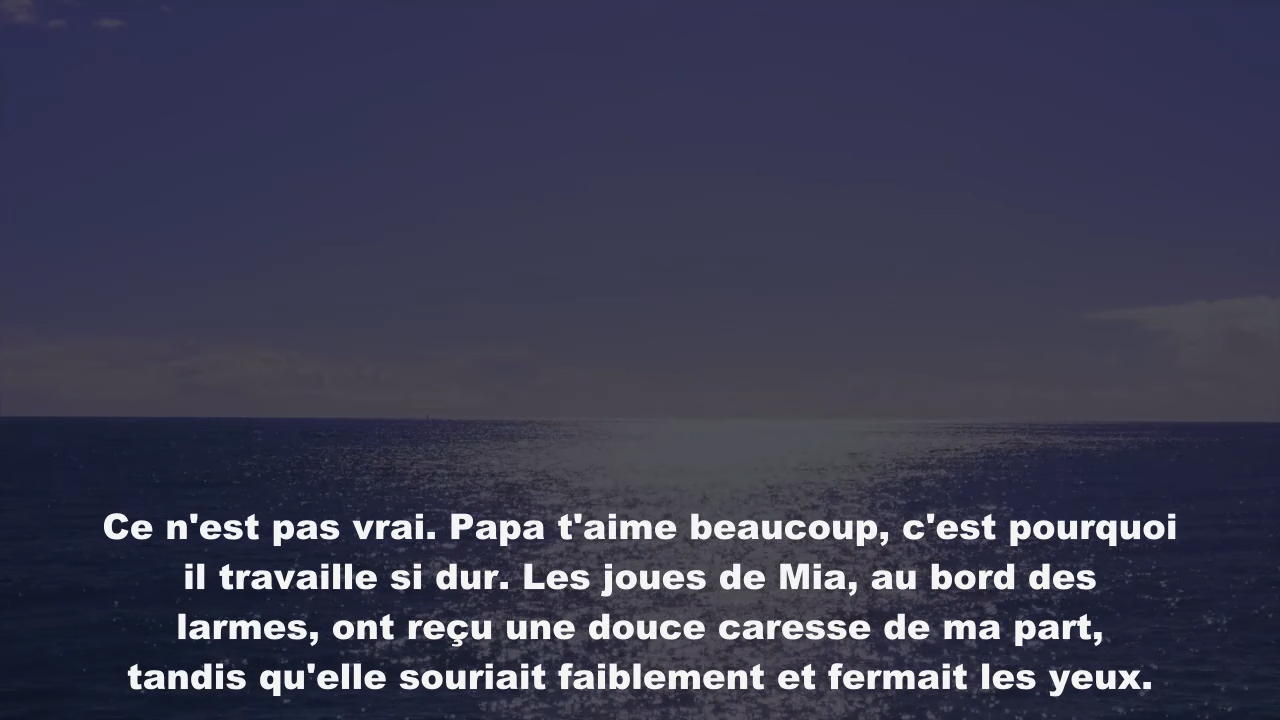 Ce n'est pas vrai. Papa t'aime beaucoup, c'est pourquoi
il travaille si dur. Les joues de Mia, au bord des
larmes, ont reçu une douce caresse de ma part,
tandis qu'elle souriait faiblement et fermait les yeux.